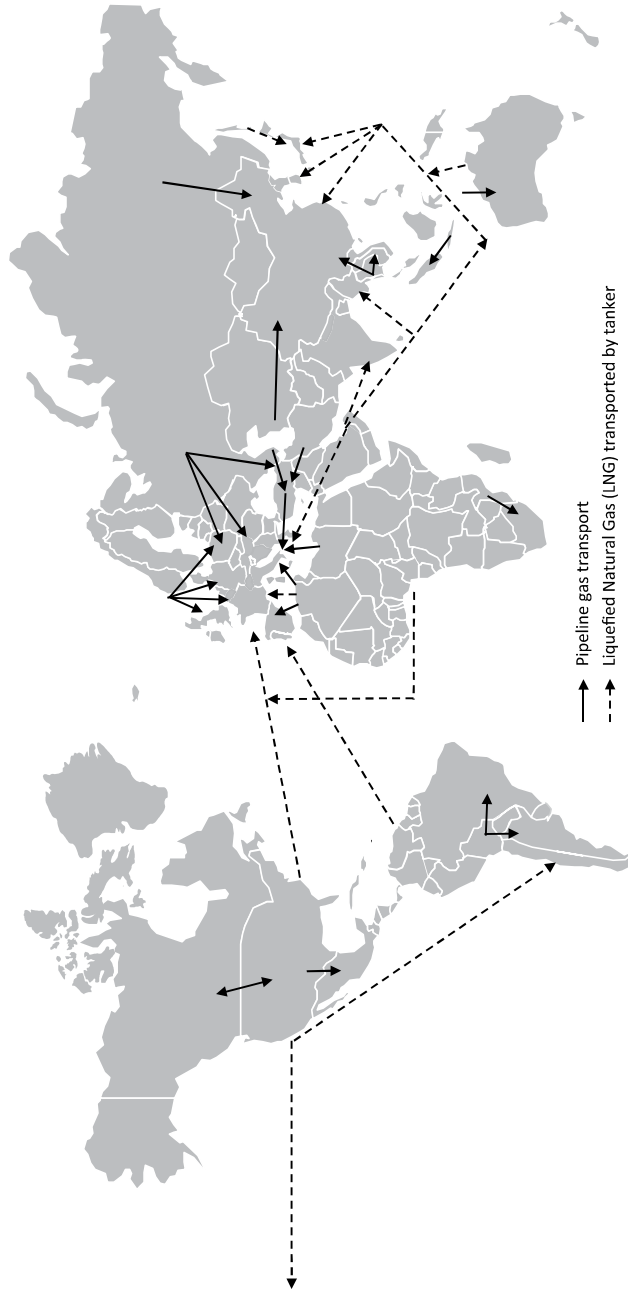 Pipeline gas transport
Liquefied Natural Gas (LNG) transported by tanker